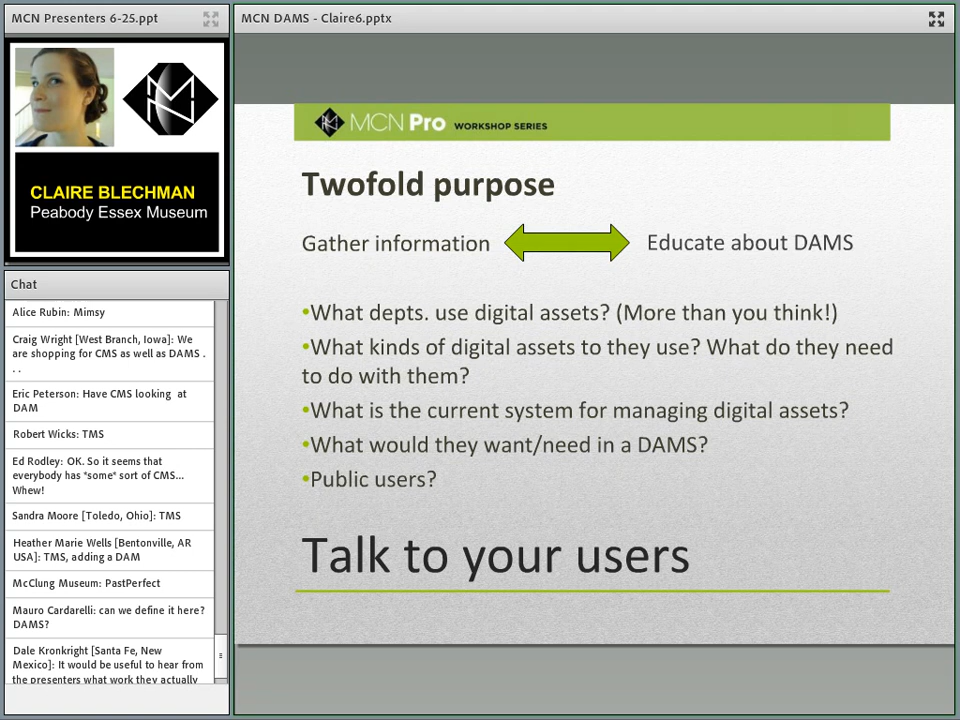 MCN Presenters 6-25.ppt
CLAIRE BLECHMAN
Peabody Essex Museum
Chat
Alice Rubin: Mimsy
Craig Wright [West Branch, Iowa]: We
are shopping for CMS as well as DAMS .
. .
Eric Peterson: Have CMS looking at
DAM
Robert Wicks: TMS
Ed Rodley: OK. So it seems that
everybody has *some* sort of CMS...
Whew!
Sandra Moore [Toledo, Ohio]: TMS
Heather Marie Wells [Bentonville, AR
USA]: TMS, adding a DAM
McClung Museum: PastPerfect
Mauro Cardarelli: can we define it here?
DAMS?
Dale Kronkright [Santa Fe, New
Mexico]: It would be useful to hear from
the presenters what work they actually
MCN DAMS - Claire6.pptx
MCN Pro WORKSHOP SERIES
Twofold purpose
Gather information Educate about DAMS
•What depts. use digital assets? (More than you think!)
•What kinds of digital assets to they use? What do they need
to do with them?
•What is the current system for managing digital assets?
•What would they want/need in a DAMS?
•Public users?
Talk to your users